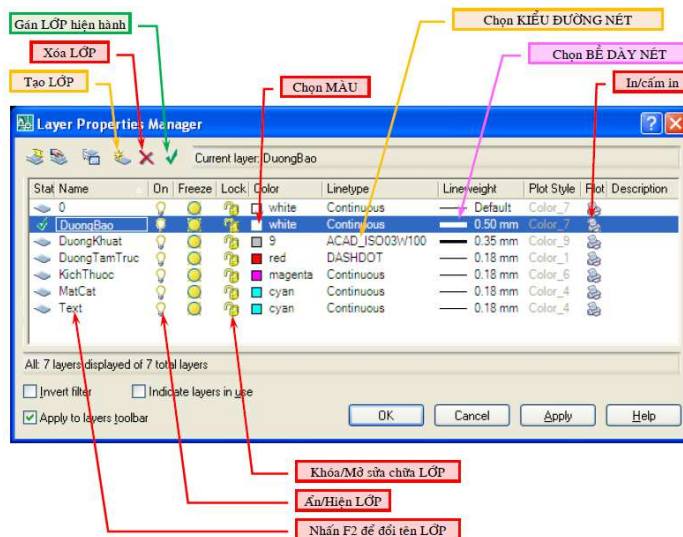 Gán LỚP hiện hành
Chọn KIỂU ĐƯỜNG NÉT
Xóa LỚP
Chọn BỀ DÀY NÉT
Tạo LỚP
Chọn MÀU
In/cấm in
Layer Properties Manager
Current layer: DuongBao
Stat Name On Freeze Lock Color Linetype Lineweight Plot Style Plot Description
0 white Continuous Default Color_7
DuongBao white Continuous 0.50 mm Color_7
DuongKhuat 9 ACAD_ISO03W100 0.35 mm Color_9
DuongTamTruc red DASHDOT 0.18 mm Color_1
KichThuoc magenta Continuous 0.18 mm Color_6
MatCat cyan Continuous 0.18 mm Color_4
Text cyan Continuous 0.18 mm Color_4
All: 7 layers displayed of 7 total layers
Invert filter Indicate layers in use
Apply to layers toolbar OK Cancel Apply Help
Khóa/Mở sửa chữa LỚP
Ẩn/Hiện LỚP
Nhấn F2 để đổi tên LỚP